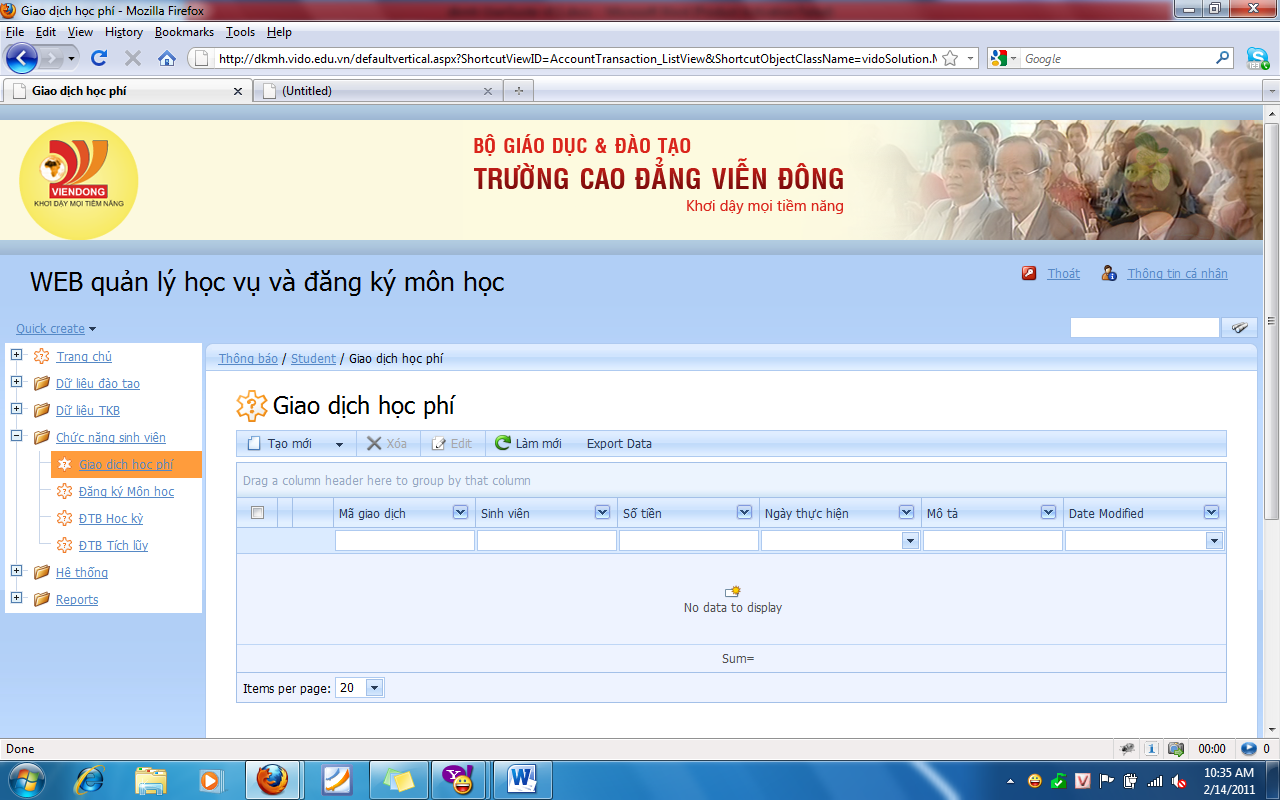 Giao dịch học phí - Mozilla Firefox
File Edit View History Bookmarks Tools Help
http://dkmh.vido.edu.vn/defaultvertical.aspx?ShortcutViewID=AccountTransaction_ListView&ShortcutObjectClassName=vidoSolution.M
Google
Giao dịch học phí
(Untitled)
VIENDONG
KHƠI DẬY MỌI TIỀM NĂNG
BỘ GIÁO DỤC & ĐÀO TẠO
TRƯỜNG CAO ĐẲNG VIỄN ĐÔNG
Khơi dậy mọi tiềm năng
WEB quản lý học vụ và đăng ký môn học
Thoát Thông tin cá nhân
Quick create
Trang chủ
Dữ liệu đào tạo
Dữ liệu TKB
Chức năng sinh viên
Giao dịch học phí
Đăng ký Môn học
ĐTB Học kỳ
ĐTB Tích lũy
Hệ thống
Reports
Thông báo / Student / Giao dịch học phí
Giao dịch học phí
Tạo mới Xóa Edit Làm mới Export Data
Drag a column header here to group by that column
Mã giao dịch Sinh viên Số tiền Ngày thực hiện Mô tả Date Modified
No data to display
Sum=
Items per page: 20
Done
00:00 0
10:35 AM
2/14/2011